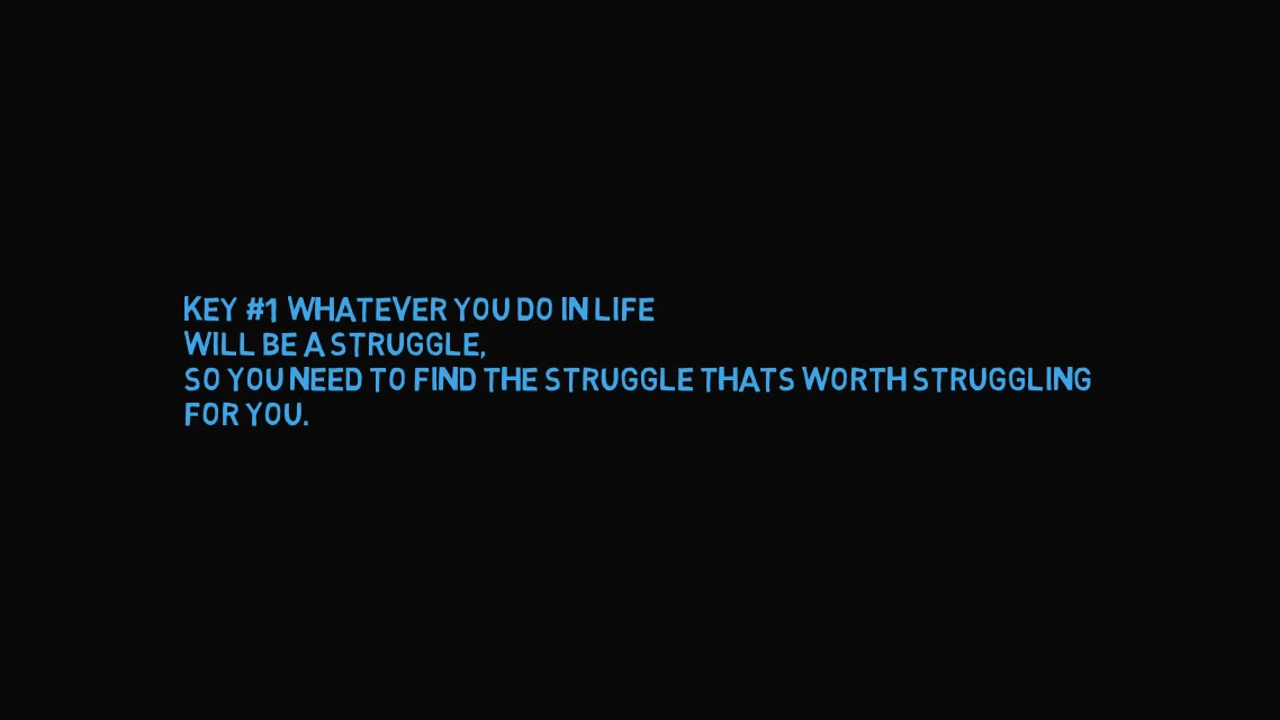 KEY #1 WHATEVER YOU DO IN LIFE
WILL BE A STRUGGLE,
SO YOU NEED TO FIND THE STRUGGLE THATS WORTH STRUGGLING
FOR YOU.